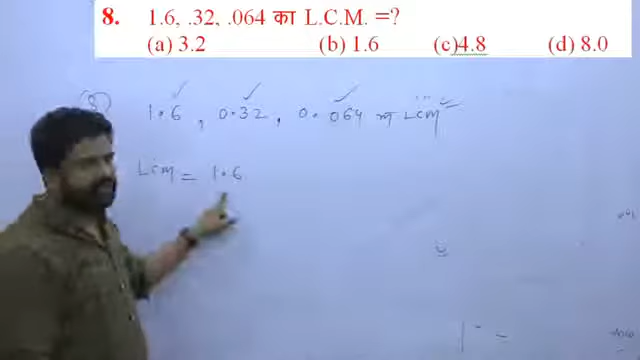 8. 1.6, .32, .064 का L.C.M. =?
(a) 3.2 (b) 1.6 (c) 4.8 (d) 8.0
(8) 1.6, 0.32, 0.064 का LCM
LCM = 1.6